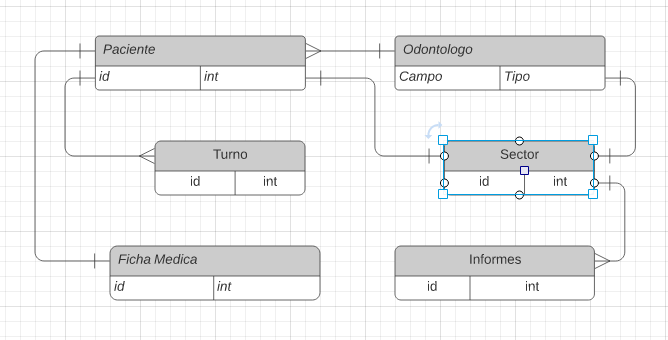 Paciente
id int
Odontologo
Campo Tipo
Turno
id int
Sector
id int
Ficha Medica
id int
Informes
id int